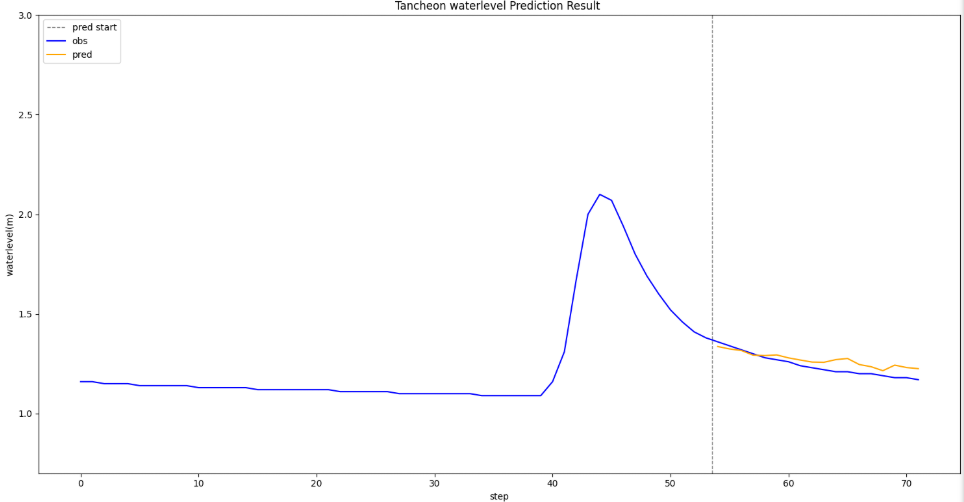 Tancheon waterlevel Prediction Result
pred start
obs
pred
waterlevel(m)
3.0
2.5
2.0
1.5
1.0
0 10 20 30 40 50 60 70
step